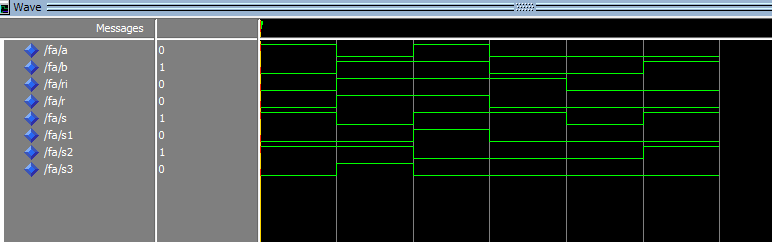 Wave
Messages
/fa/a 0
/fa/b 1
/fa/ri 0
/fa/r 0
/fa/s 1
/fa/s1 0
/fa/s2 1
/fa/s3 0